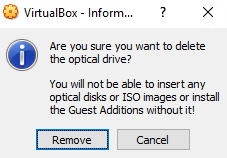 VirtualBox - Inform...
Are you sure you want to delete
the optical drive?
You will not be able to insert any
optical disks or ISO images or install
the Guest Additions without it!
Remove
Cancel